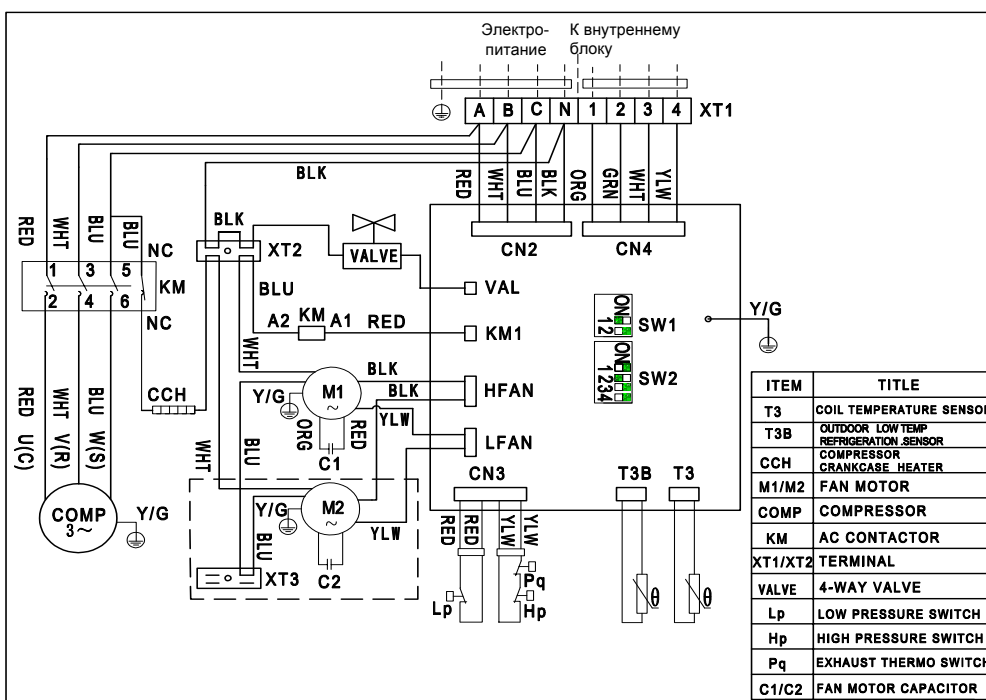 Электро-
питание
К внутреннему
блоку
A B C N 1 2 3 4 XT1
BLK
RED WHT BLU BLK ORG GRN WHT YLW
CN2 CN4
RED WHT BLU BLU
NC
1 3 5
2 4 6
KM
NC
BLK
XT2
VALVE
VAL
BLU
A2 KM A1 RED
KM1
ON
1 2
SW1
ON
1 2 3 4
SW2
Y/G
WHT
BLK
BLK
HFAN
Y/G
M1
~
ORG
RED
C1
YLW
LFAN
CCH
RED U(C)
WHT V(R)
BLU W(S)
COMP
3~
Y/G
WHT
BLU
Y/G
M2
~
YLW
C2
BLU
XT3
CN3
RED RED YLW YLW
Lp
Pq
Hp
T3B T3
θ θ
ITEM TITLE
T3 COIL TEMPERATURE SENSOR
T3B OUTDOOR LOW TEMP
REFRIGERATION .SENSOR
CCH COMPRESSOR
CRANKCASE HEATER
M1/M2 FAN MOTOR
COMP COMPRESSOR
KM AC CONTACTOR
XT1/XT2 TERMINAL
VALVE 4-WAY VALVE
Lp LOW PRESSURE SWITCH
Hp HIGH PRESSURE SWITCH
Pq EXHAUST THERMO SWITCH
C1/C2 FAN MOTOR CAPACITOR